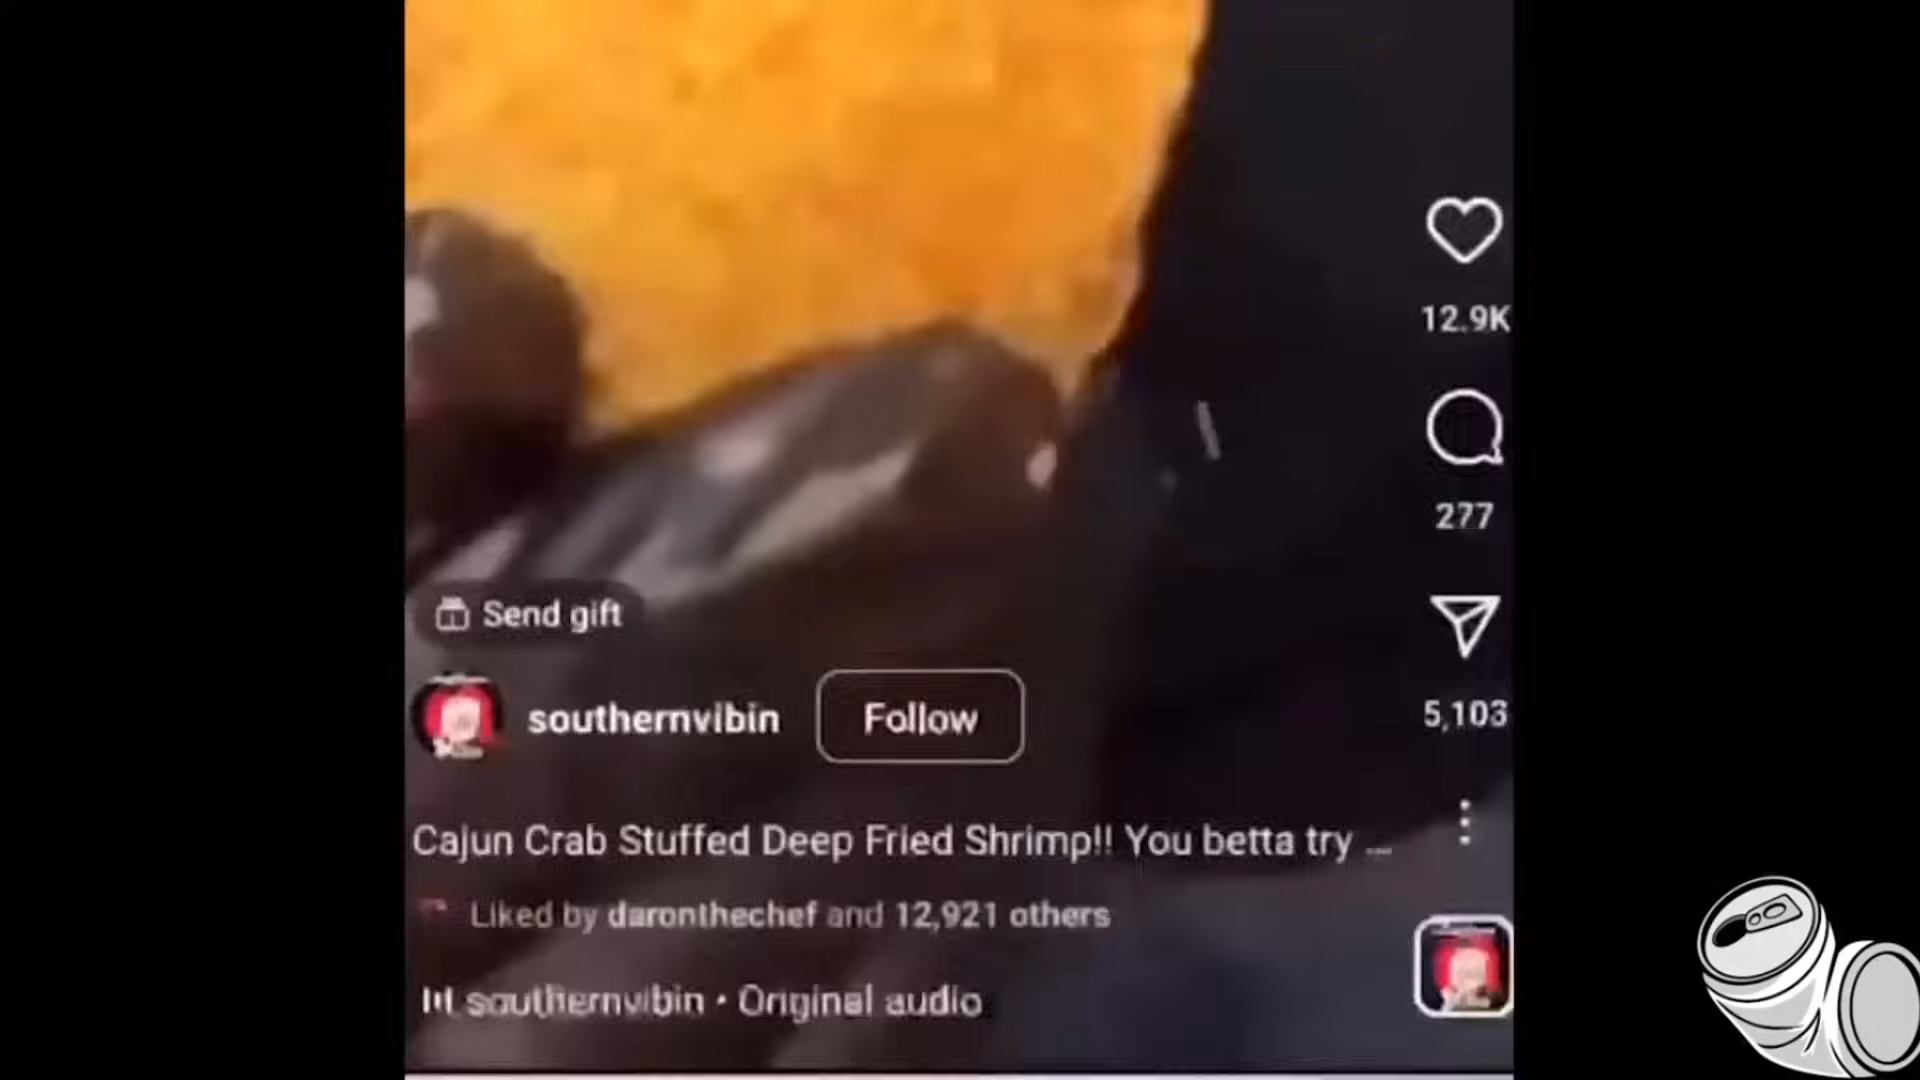 12.9K
277
Send gift
southernvibin
Follow
5,103
Cajun Crab Stuffed Deep Fried Shrimp!! You betta try ...
Liked by daronthechef and 12,921 others
southernvibin • Original audio